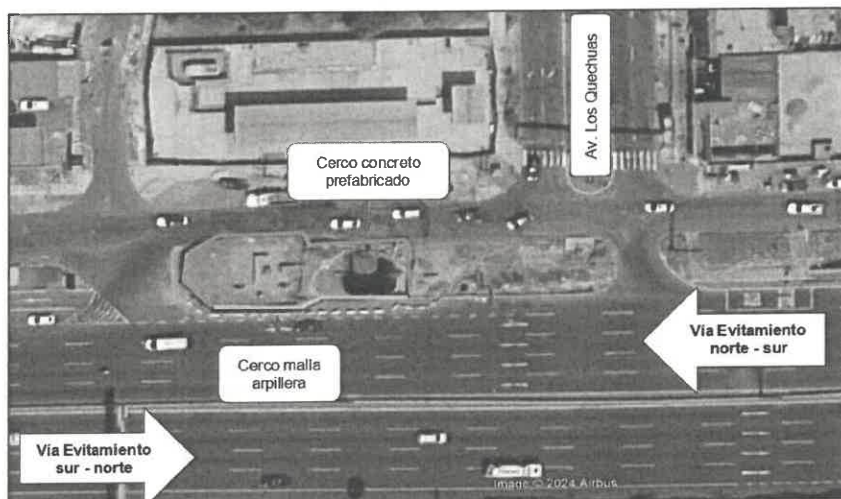 Av. Los Quechuas
Cerco concreto
prefabricado
Vía Evitamiento
norte - sur
Cerco malla
arpillera
Vía Evitamiento
sur - norte
Image © 2024 Airbus